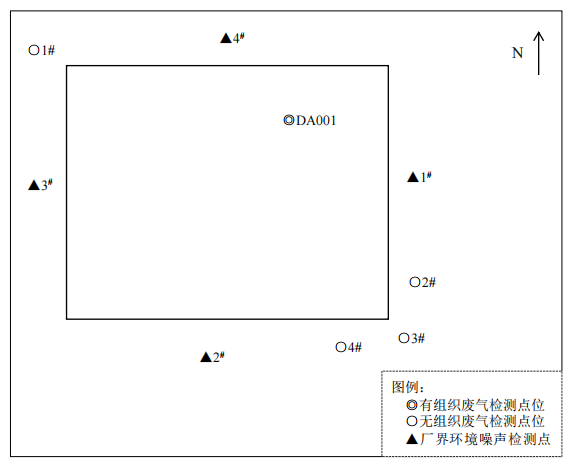 ▲4#
○1#
N
◎DA001
▲3#
▲1#
○2#
○3#
○4#
▲2#
图例：
◎有组织废气检测点位
○无组织废气检测点位
▲厂界环境噪声检测点